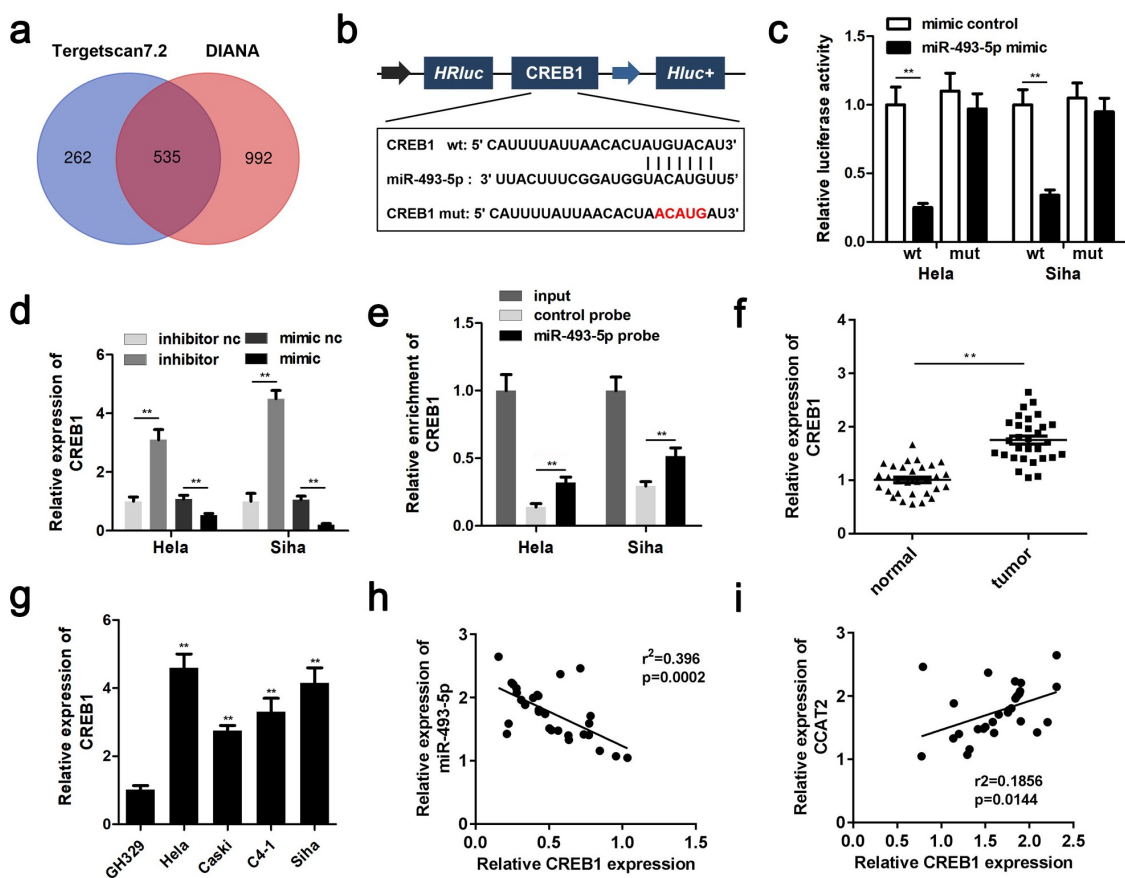 a
Tergetscan7.2 DIANA
262 535 992
b
HRluc CREB1 Hluc+
CREB1 wt: 5' CAUUUUAUUAACACUAUGUACAU3'
miR-493-5p : 3' UUACUUUCGGAUGGUACAUGUU5'
CREB1 mut: 5' CAUUUUAUUAACACUAACAUGAU3'
c
mimic control
miR-493-5p mimic
Relative luciferase activity
1.5
1.0
0.5
0.0
** **
wt mut wt mut
Hela Siha
d
inhibitor nc mimic nc
inhibitor mimic
Relative expression of
CREB1
6
4
2
0
** ** ** **
Hela Siha
e
input
control probe
miR-493-5p probe
Relative enrichment of
CREB1
1.5
1.0
0.5
0.0
** **
Hela Siha
f
Relative expression of
CREB1
4
3
2
1
0
**
normal tumor
g
Relative expression of
CREB1
6
4
2
0
** ** ** **
GH329 Hela Caski C4-1 Siha
h
Relative expression of
miR-493-5p
3
2
1
0
r2=0.396
p=0.0002
0.0 0.5 1.0 1.5
Relative CREB1 expression
i
Relative expression of
CCAT2
3
2
1
0
r2=0.1856
p=0.0144
0.0 0.5 1.0 1.5 2.0 2.5
Relative CREB1 expression